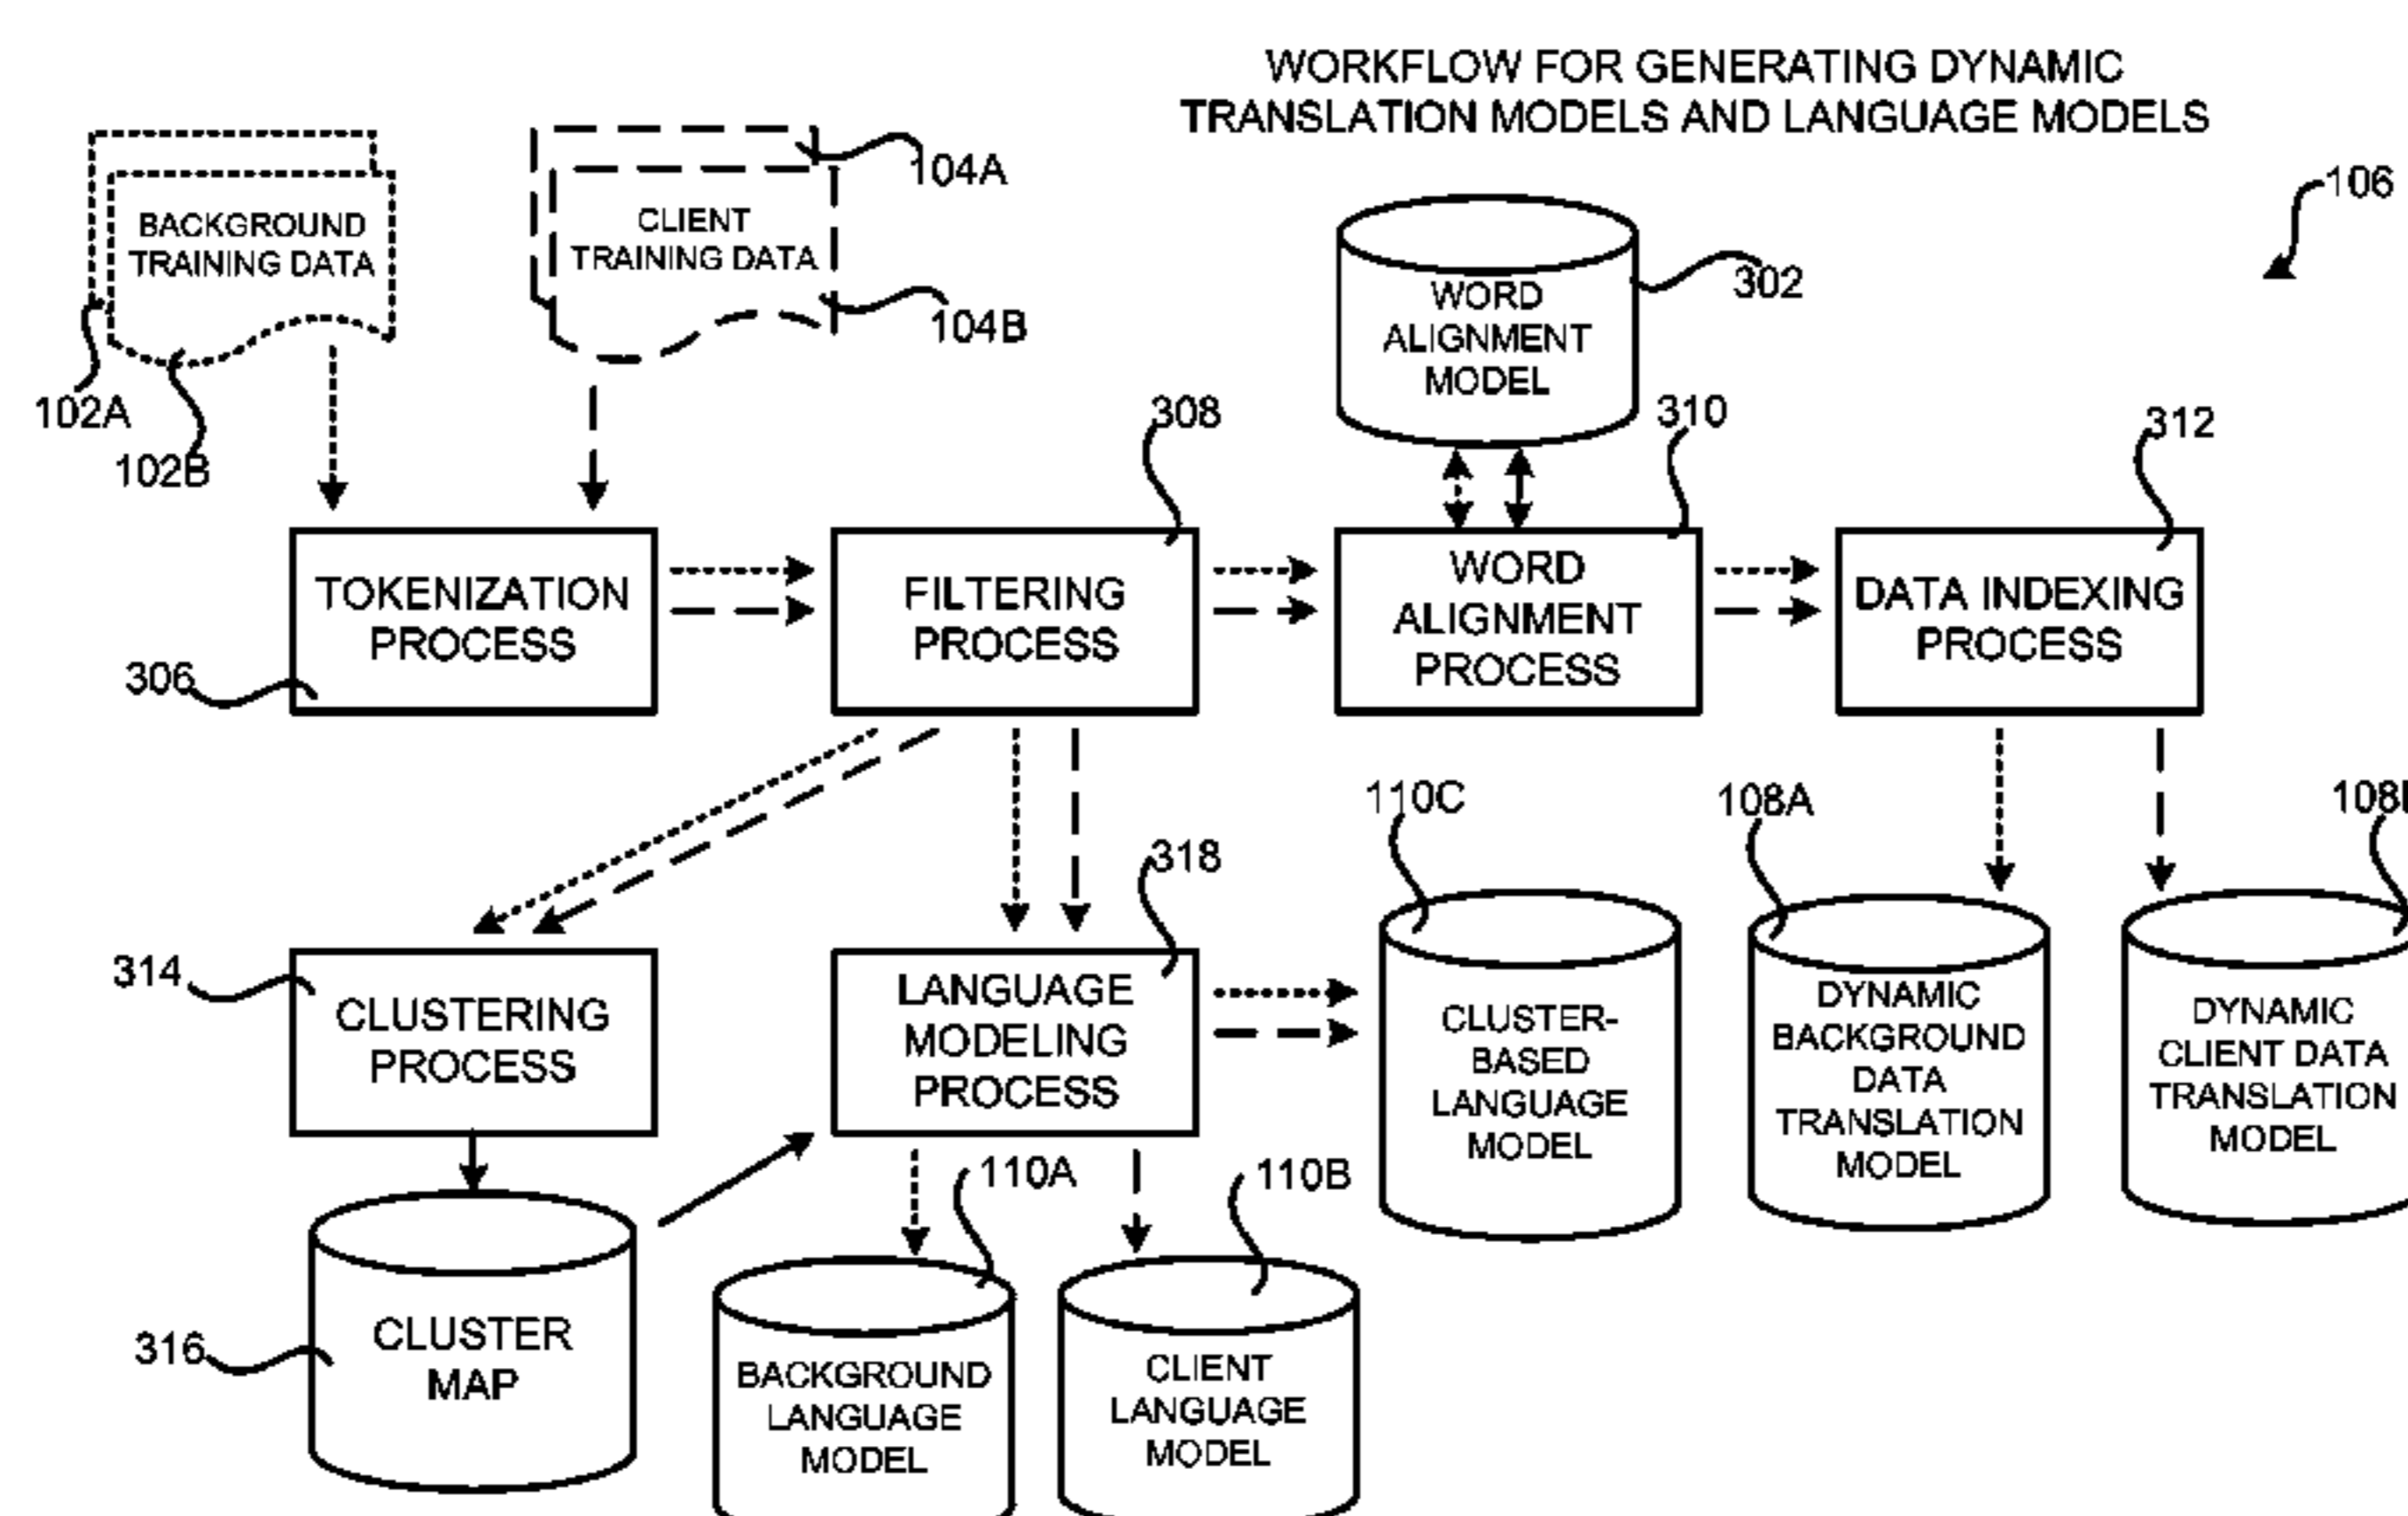 WORKFLOW FOR GENERATING DYNAMIC
TRANSLATION MODELS AND LANGUAGE MODELS
106
104A
BACKGROUND
TRAINING DATA
CLIENT
TRAINING DATA
104B
302
WORD
ALIGNMENT
MODEL
102A
102B
308
310
312
TOKENIZATION
PROCESS
306
FILTERING
PROCESS
WORD
ALIGNMENT
PROCESS
DATA INDEXING
PROCESS
110C
108A
318
314
CLUSTERING
PROCESS
LANGUAGE
MODELING
PROCESS
CLUSTER-
BASED
LANGUAGE
MODEL
DYNAMIC
BACKGROUND
DATA
TRANSLATION
MODEL
DYNAMIC
CLIENT DATA
TRANSLATION
MODEL
110A
110B
316
CLUSTER
MAP
BACKGROUND
LANGUAGE
MODEL
CLIENT
LANGUAGE
MODEL